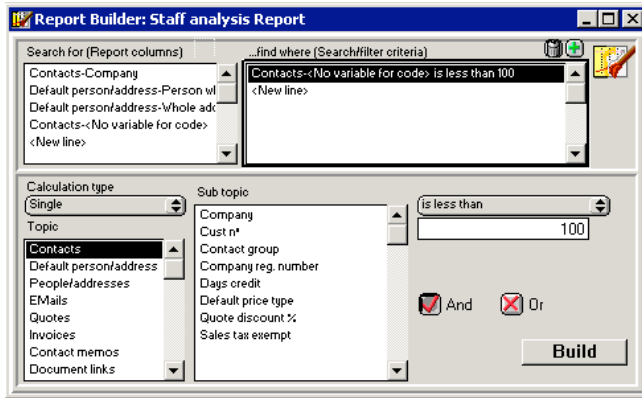 Report Builder: Staff analysis Report
Search for (Report columns)
...find where (Search/filter criteria)
Contacts-Company
Default person/address-Person wl
Default person/address-Whole add
Contacts-<No variable for code>
<New line>
Contacts-<No variable for code> is less than 100
<New line>
Calculation type
Single
Topic
Contacts
Default person/address
People/addresses
EMails
Quotes
Invoices
Contact memos
Document links
Sub topic
Company
Cust nº
Contact group
Company reg. number
Days credit
Default price type
Quote discount %
Sales tax exempt
is less than
100
And
Or
Build